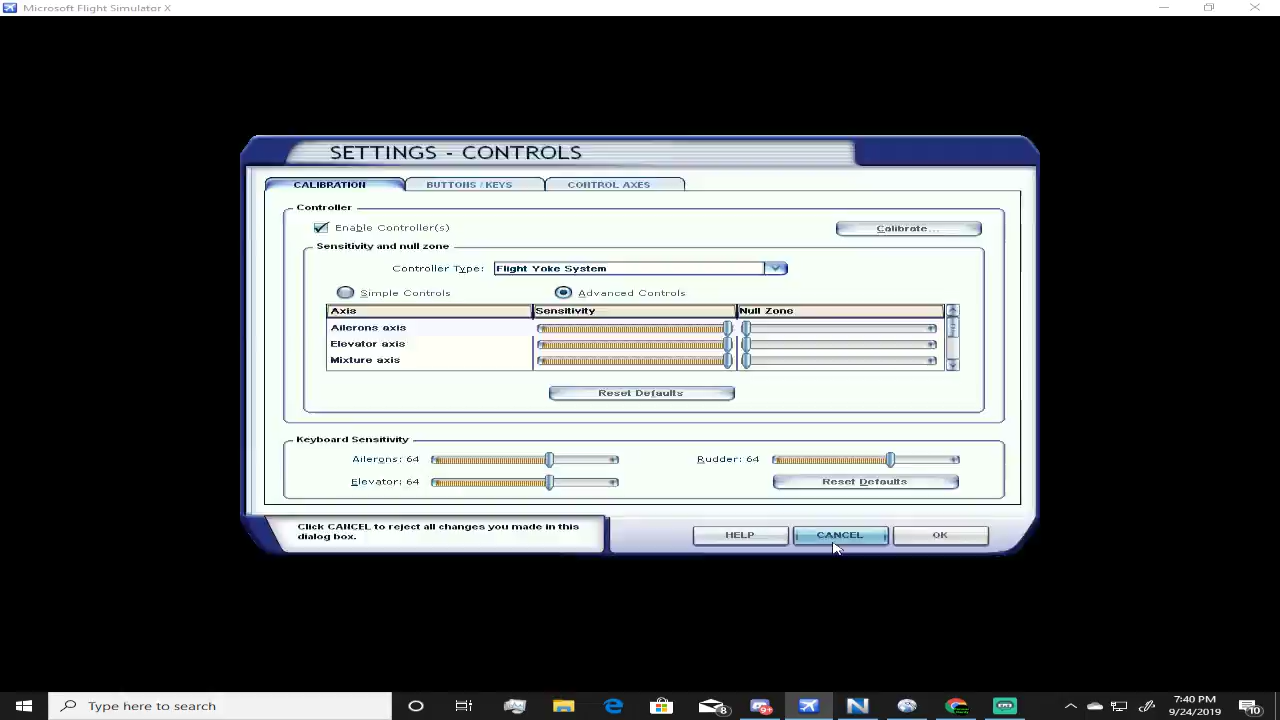 Microsoft Flight Simulator X
SETTINGS - CONTROLS
CALIBRATION
BUTTONS / KEYS
CONTROL AXES
Controller
Enable Controller(s)
Calibrate...
Sensitivity and null zone
Controller Type: Flight Yoke System
Simple Controls
Advanced Controls
Axis
Sensitivity
Null Zone
Ailerons axis
Elevator axis
Mixture axis
Reset Defaults
Keyboard Sensitivity
Ailerons: 64
Rudder: 64
Elevator: 64
Reset Defaults
Click CANCEL to reject all changes you made in this
dialog box.
HELP
CANCEL
OK
Type here to search
8
9+
7:40 PM
9/24/2019
10